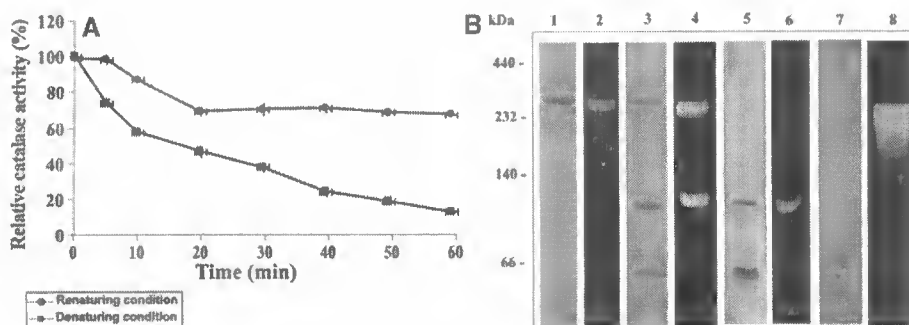 A
Relative catalase activity (%)
120
100
80
60
40
20
0
0 10 20 30 40 50 60
Time (min)
Renaturing condition
Denaturing condition
B
kDa 1 2 3 4 5 6 7 8
440 -
232 -
140 -
66 -